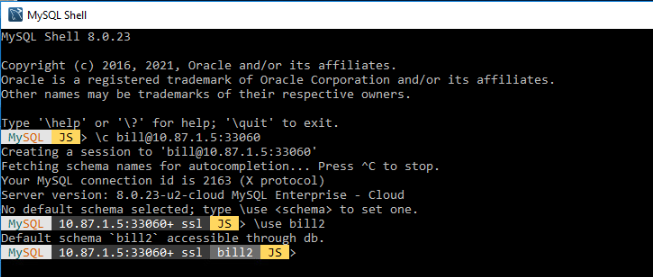 MySQL Shell
MySQL Shell 8.0.23
Copyright (c) 2016, 2021, Oracle and/or its affiliates.
Oracle is a registered trademark of Oracle Corporation and/or its affiliates.
Other names may be trademarks of their respective owners.
Type '\help' or '\?' for help; '\quit' to exit.
MySQL JS > \c bill@10.87.1.5:33060
Creating a session to 'bill@10.87.1.5:33060'
Fetching schema names for autocompletion... Press ^C to stop.
Your MySQL connection id is 2163 (X protocol)
Server version: 8.0.23-u2-cloud MySQL Enterprise - Cloud
No default schema selected; type \use <schema> to set one.
MySQL 10.87.1.5:33060+ ssl JS > \use bill2
Default schema `bill2` accessible through db.
MySQL 10.87.1.5:33060+ ssl bill2 JS >